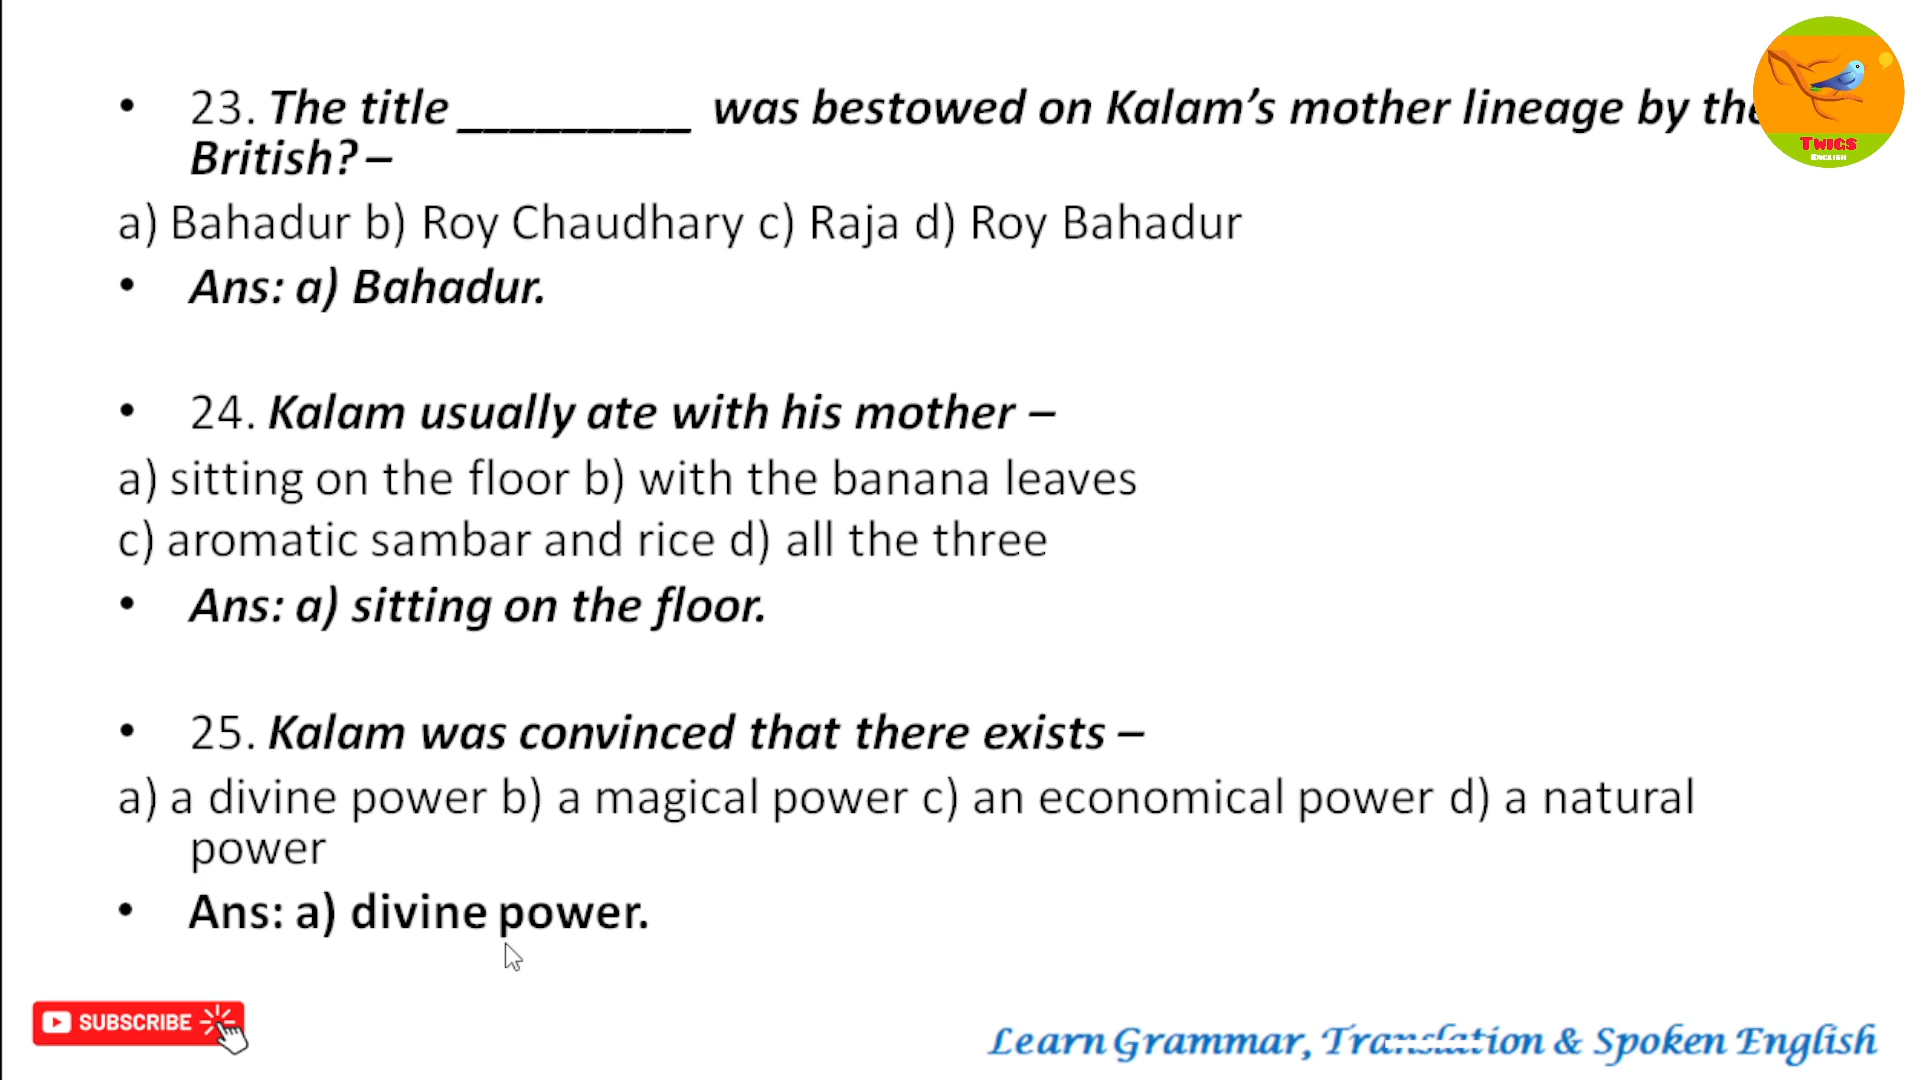 • 23. The title _________ was bestowed on Kalam's mother lineage by the
British? –
a) Bahadur b) Roy Chaudhary c) Raja d) Roy Bahadur
• Ans: a) Bahadur.
• 24. Kalam usually ate with his mother –
a) sitting on the floor b) with the banana leaves
c) aromatic sambar and rice d) all the three
• Ans: a) sitting on the floor.
• 25. Kalam was convinced that there exists –
a) a divine power b) a magical power c) an economical power d) a natural
power
• Ans: a) divine power.
TWIGS
ENGLISH
SUBSCRIBE
Learn Grammar, Translation & Spoken English